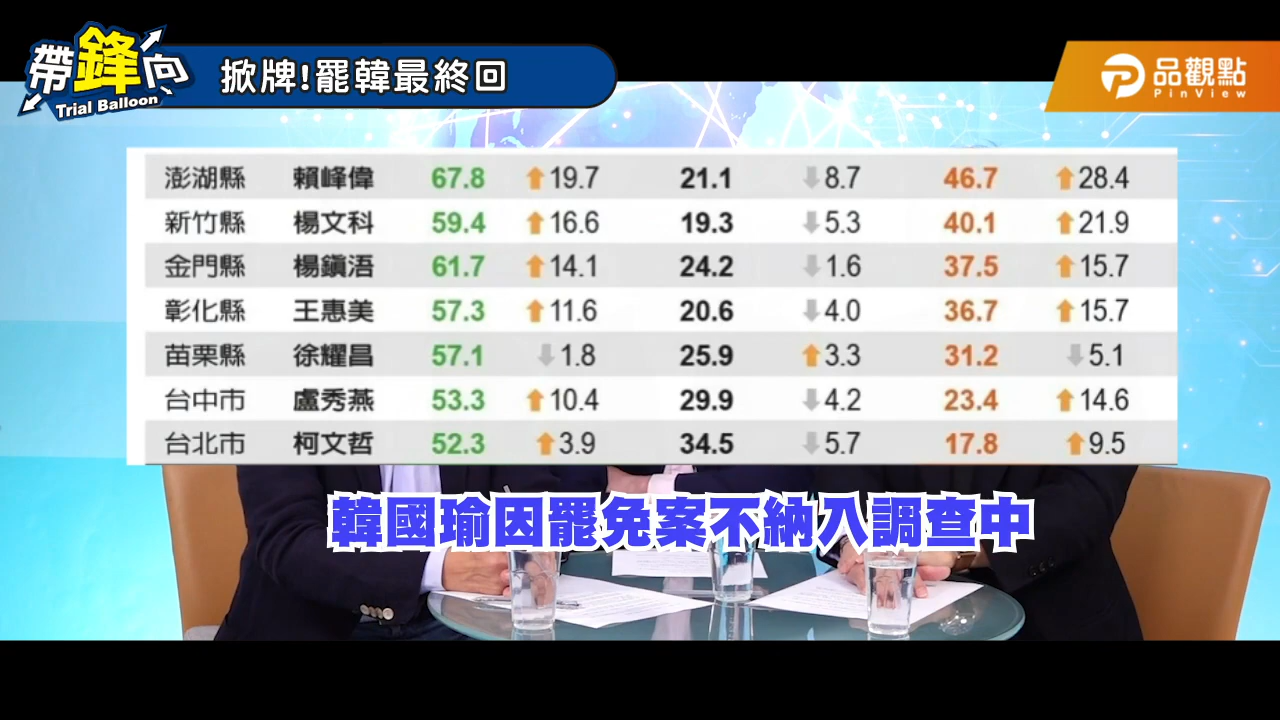 帶鋒向
Trial Balloon
掀牌!罷韓最終回
品觀點
PinView
澎湖縣 賴峰偉 67.8 ⬆19.7 21.1 ⬇8.7 46.7 ⬆28.4
新竹縣 楊文科 59.4 ⬆16.6 19.3 ⬇5.3 40.1 ⬆21.9
金門縣 楊鎮浯 61.7 ⬆14.1 24.2 ⬇1.6 37.5 ⬆15.7
彰化縣 王惠美 57.3 ⬆11.6 20.6 ⬇4.0 36.7 ⬆15.7
苗栗縣 徐耀昌 57.1 ⬇1.8 25.9 ⬆3.3 31.2 ⬇5.1
台中市 盧秀燕 53.3 ⬆10.4 29.9 ⬇4.2 23.4 ⬆14.6
台北市 柯文哲 52.3 ⬆3.9 34.5 ⬇5.7 17.8 ⬆9.5
韓國瑜因罷免案不納入調查中